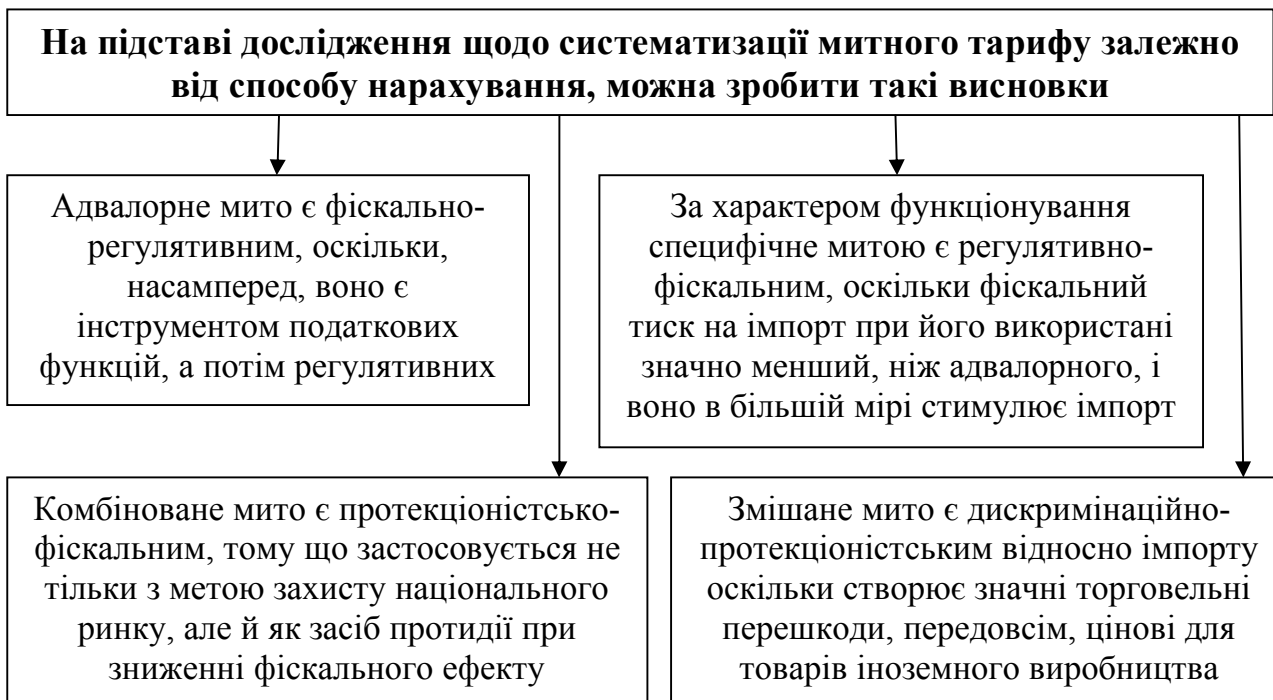 На підставі дослідження щодо систематизації митного тарифу залежно
від способу нарахування, можна зробити такі висновки
Адвалорне мито є фіскально-
регулятивним, оскільки,
насамперед, воно є
інструментом податкових
функцій, а потім регулятивних
За характером функціонування
специфічне митою є регулятивно-
фіскальним, оскільки фіскальний
тиск на імпорт при його використані
значно менший, ніж адвалорного, і
воно в більшій мірі стимулює імпорт
Комбіноване мито є протекціоністсько-
фіскальним, тому що застосовується не
тільки з метою захисту національного
ринку, але й як засіб протидії при
зниженні фіскального ефекту
Змішане мито є дискримінаційно-
протекціоністським відносно імпорту
оскільки створює значні торговельні
перешкоди, передовсім, цінові для
товарів іноземного виробництва